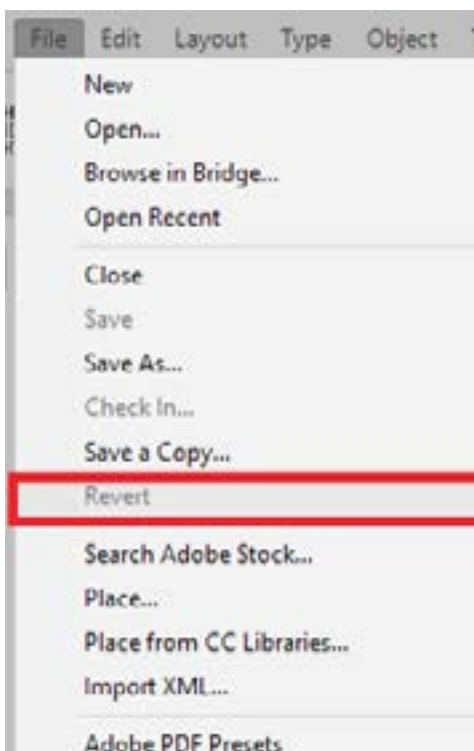 File Edit Layout Type Object
New
Open...
Browse in Bridge...
Open Recent
Close
Save
Save As...
Check In...
Save a Copy...
Revert
Search Adobe Stock...
Place...
Place from CC Libraries...
Import XML...
Adobe PDF Presets